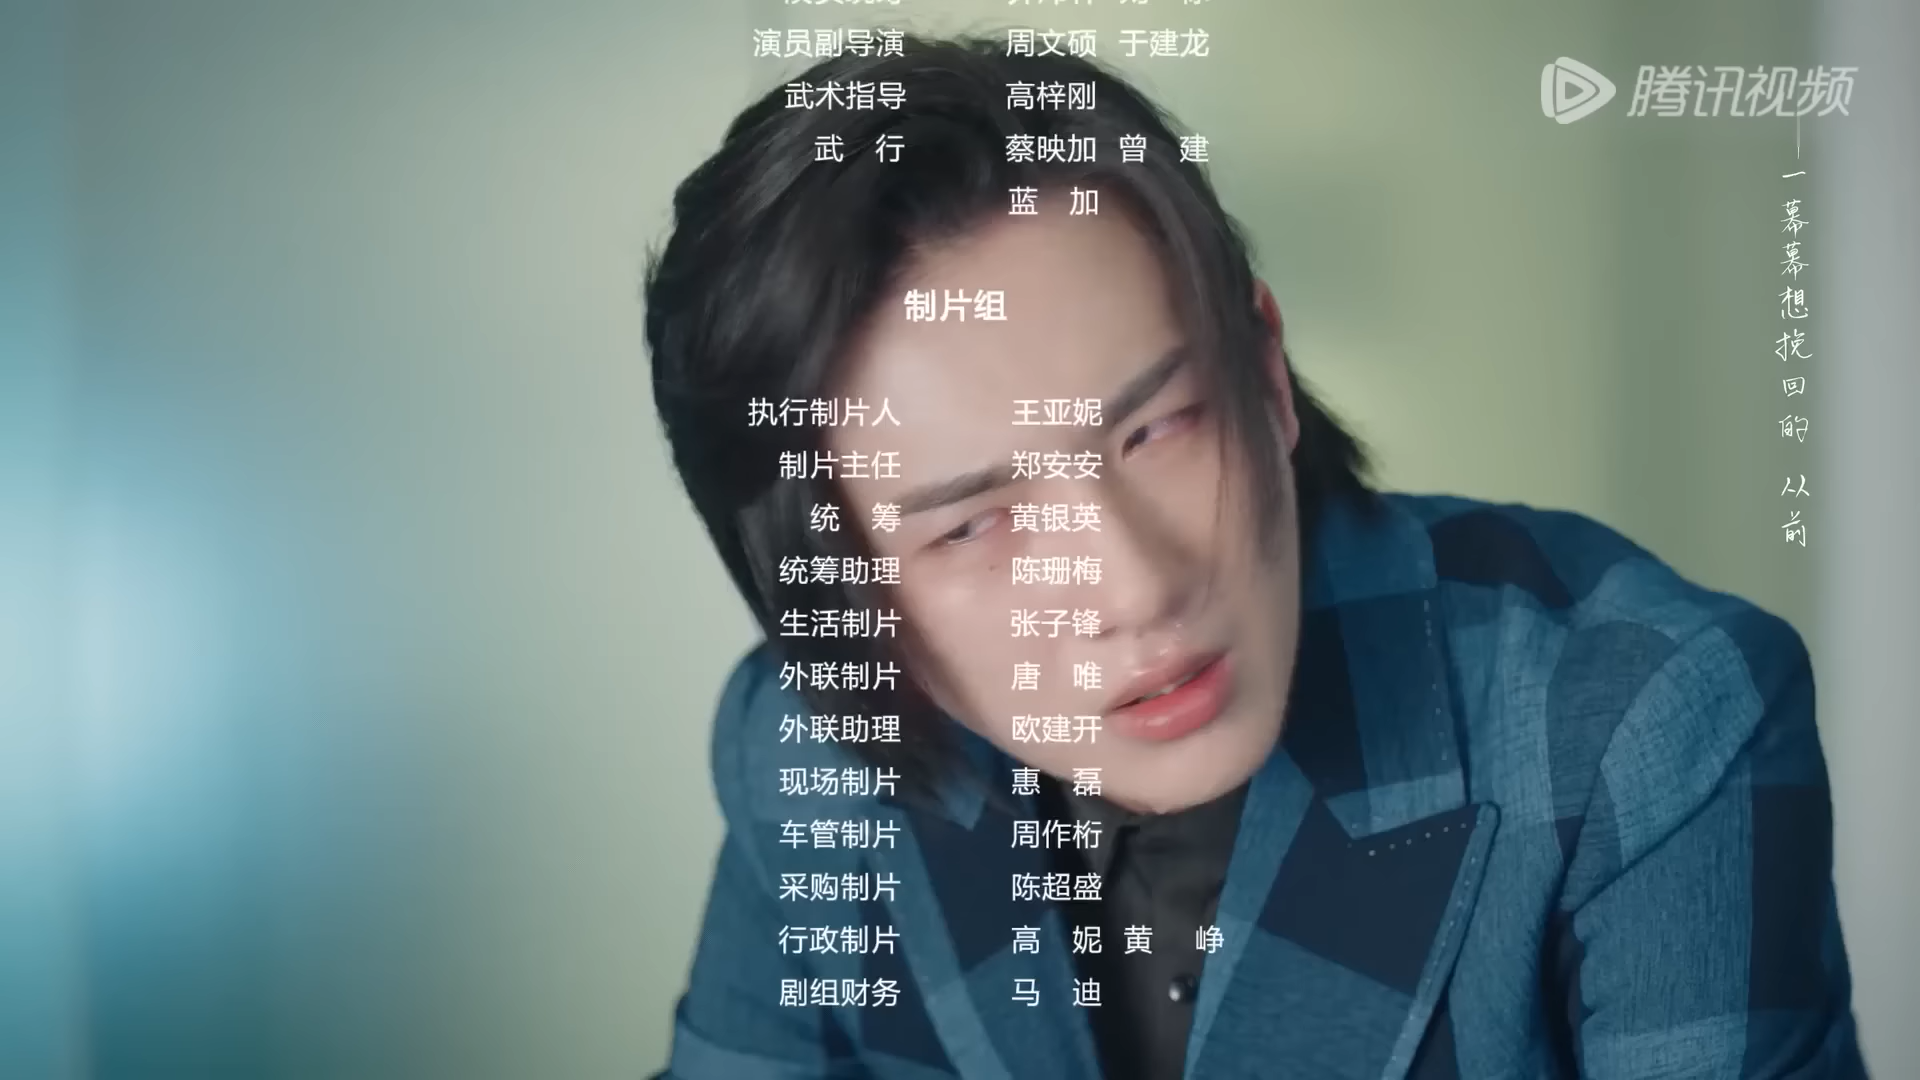 演员副导演 周文硕 于建龙
武术指导 高梓刚
武 行 蔡映加 曾 建
蓝 加
制片组
执行制片人 王亚妮
制片主任 郑安安
统 筹 黄银英
统筹助理 陈珊梅
生活制片 张子锋
外联制片 唐 唯
外联助理 欧建开
现场制片 惠 磊
车管制片 周作桁
采购制片 陈超盛
行政制片 高 妮 黄 峥
剧组财务 马 迪
腾讯视频
一幕幕想挽回的 从前